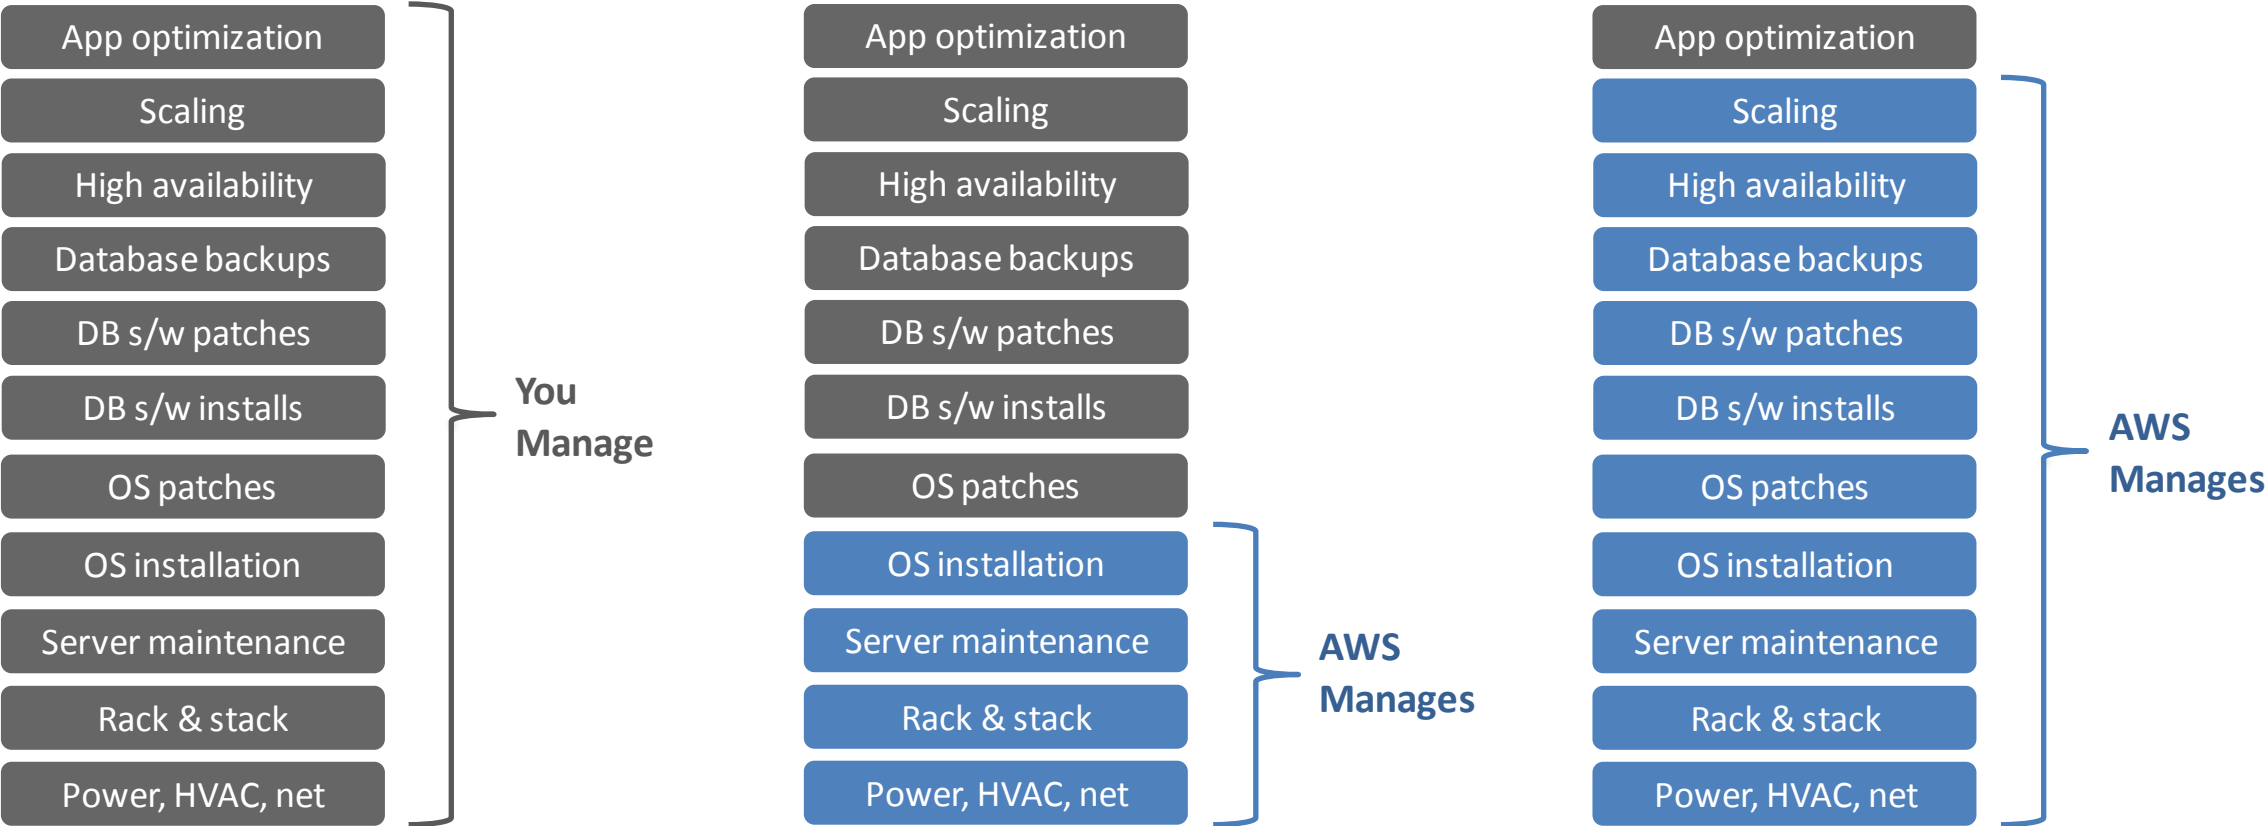 App optimization
Scaling
High availability
Database backups
DB s/w patches
DB s/w installs
OS patches
OS installation
Server maintenance
Rack & stack
Power, HVAC, net
You
Manage
App optimization
Scaling
High availability
Database backups
DB s/w patches
DB s/w installs
OS patches
OS installation
Server maintenance
Rack & stack
Power, HVAC, net
AWS
Manages
App optimization
Scaling
High availability
Database backups
DB s/w patches
DB s/w installs
OS patches
OS installation
Server maintenance
Rack & stack
Power, HVAC, net
AWS
Manages